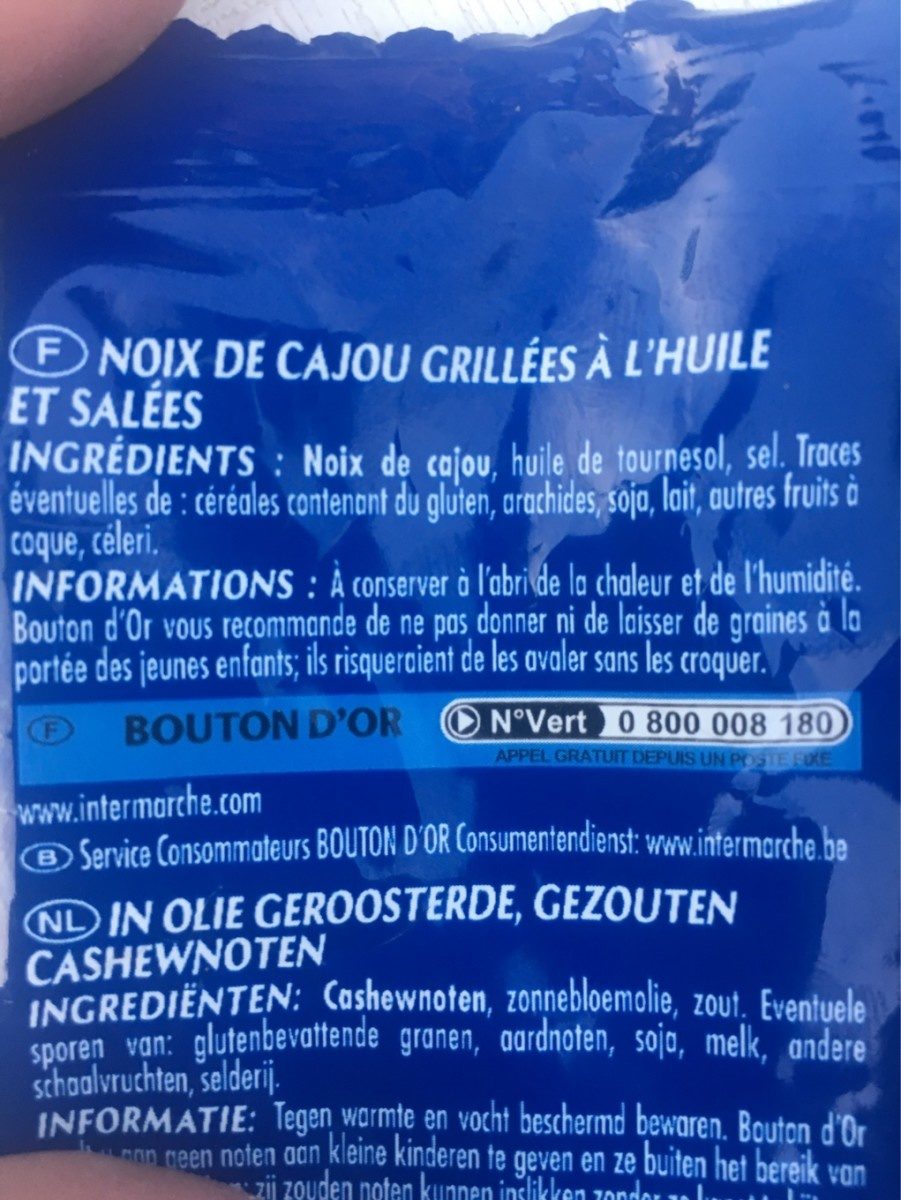 F NOIX DE CAJOU GRILLÉES À L'HUILE
ET SALÉES
INGRÉDIENTS : Noix de cajou, huile de tournesol, sel. Traces
éventuelles de : céréales contenant du gluten, arachides, soja, lait, autres fruits à
coque, céleri.
INFORMATIONS : À conserver à l'abri de la chaleur et de l'humidité.
Bouton d'Or vous recommande de ne pas donner ni de laisser de graines à la
portée des jeunes enfants; ils risqueraient de les avaler sans les croquer.
F BOUTON D'OR N°Vert 0 800 008 180
APPEL GRATUIT DEPUIS UN POSTE FIXE
www.intermarche.com
B Service Consommateurs BOUTON D'OR Consumentendienst: www.intermarche.be
NL IN OLIE GEROOSTERDE, GEZOUTEN
CASHEWNOTEN
INGREDIËNTEN: Cashewnoten, zonnebloemolie, zout. Eventuele
sporen van: glutenbevattende granen, aardnoten, soja, melk, andere
schaalvruchten, selderij.
INFORMATIE: Tegen warmte en vocht beschermd bewaren. Bouton d'Or
u aan geen noten aan kleine kinderen te geven en ze buiten het bereik van
zij zouden noten kunnen inslikken zonder